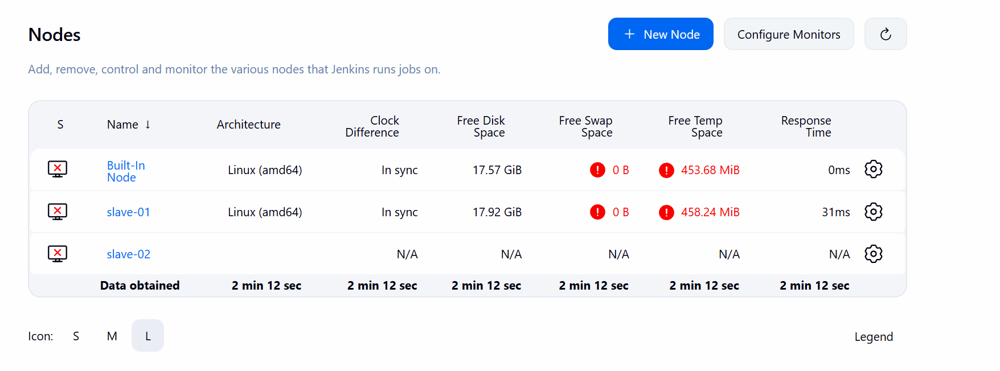 Nodes
+ New Node
Configure Monitors
Add, remove, control and monitor the various nodes that Jenkins runs jobs on.
S Name ↓ Architecture Clock Difference Free Disk Space Free Swap Space Free Temp Space Response Time
Built-In Node Linux (amd64) In sync 17.57 GiB ! 0 B ! 453.68 MiB 0ms
slave-01 Linux (amd64) In sync 17.92 GiB ! 0 B ! 458.24 MiB 31ms
slave-02 N/A N/A N/A N/A N/A
Data obtained 2 min 12 sec 2 min 12 sec 2 min 12 sec 2 min 12 sec 2 min 12 sec 2 min 12 sec
Icon: S M L
Legend